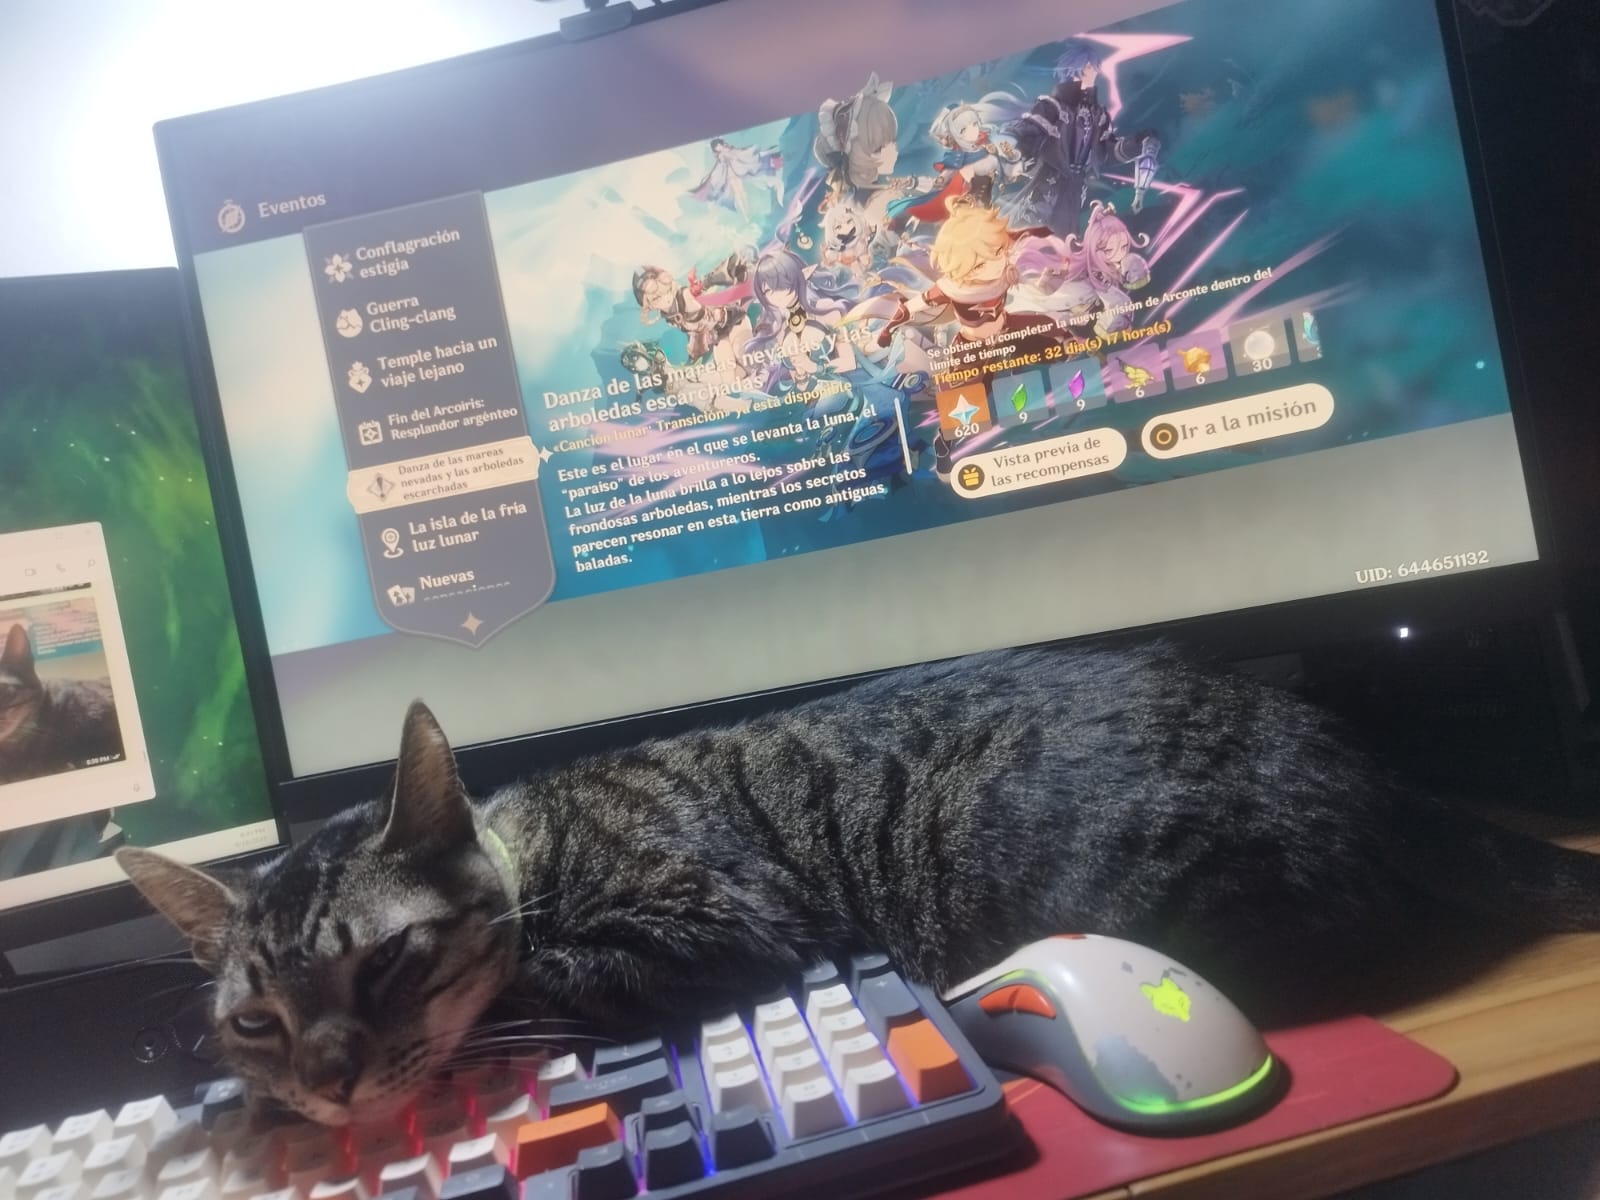 Eventos
Conflagración
estigia
Guerra
Cling-clang
Temple hacia un
viaje lejano
Fin del Arcoíris:
Resplandor argénteo
Danza de las mareas
nevadas y las arboledas
escarchadas
La isla de la fría
luz lunar
Nuevas
Danza de las mareas nevadas y las
arboledas escarchadas
«Canción lunar: Transición» ya está disponible
Este es el lugar en el que se levanta la luna, el
"paraíso" de los aventureros.
La luz de la luna brilla a lo lejos sobre las
frondosas arboledas, mientras los secretos
parecen resonar en esta tierra como antiguas
baladas.
Se obtiene al completar la nueva misión de Arconte dentro del
límite de tiempo
Tiempo restante: 32 día(s) 17 hora(s)
620
9
9
6
6
30
Vista previa de
las recompensas
Ir a la misión
UID: 644651132